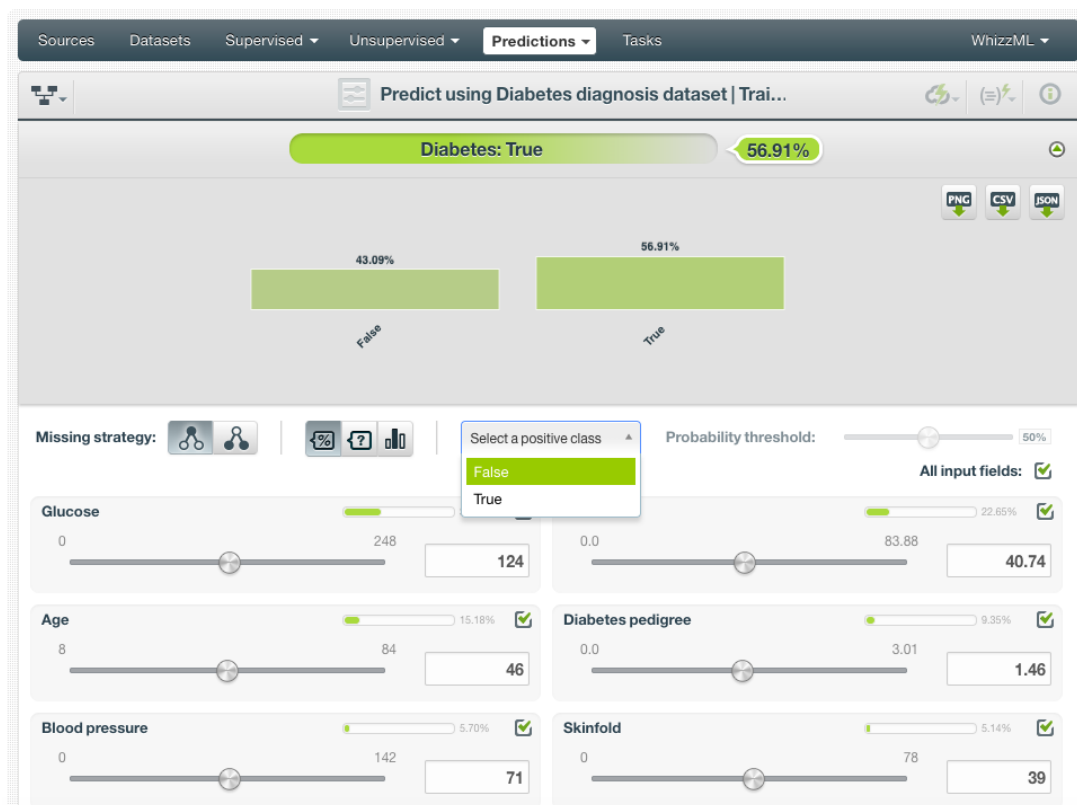 Sources Datasets Supervised Unsupervised Predictions Tasks WhizzML
Predict using Diabetes diagnosis dataset | Trai...
Diabetes: True 56.91%
PNG CSV JSON
43.09% 56.91%
False True
Missing strategy: % ? Select a positive class Probability threshold: 50%
False
True
All input fields:
Glucose
0 248 124
22.65%
0.0 83.88 40.74
Age 15.18%
8 84 46
Diabetes pedigree 9.35%
0.0 3.01 1.46
Blood pressure 5.70%
0 142 71
Skinfold 5.14%
0 78 39